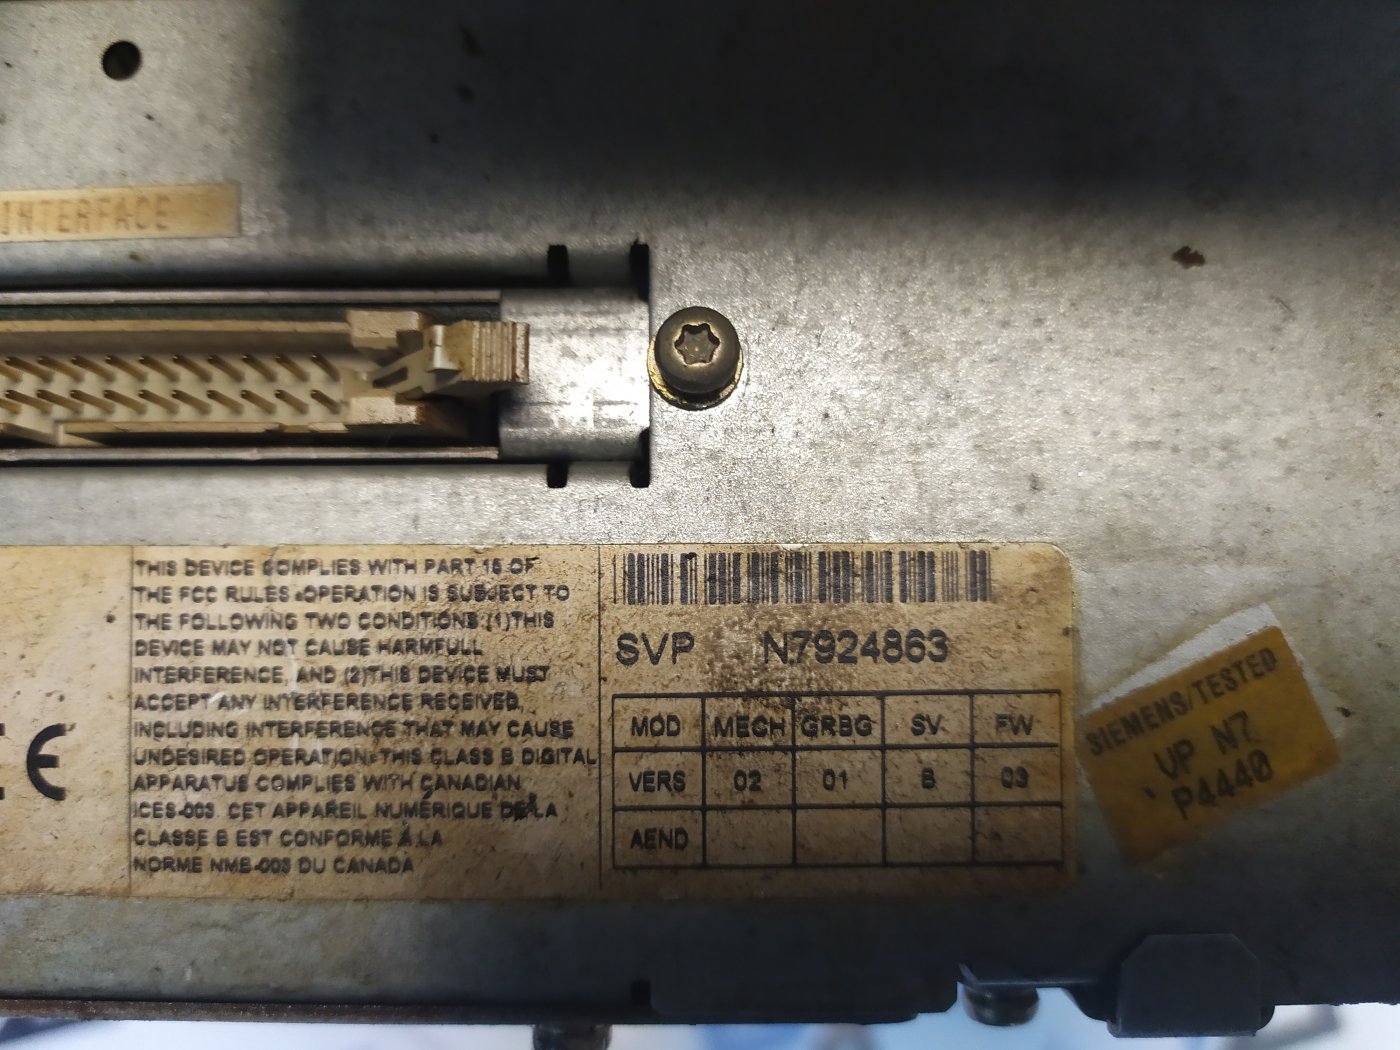 INTERFACE
THIS DEVICE COMPLIES WITH PART 15 OF
THE FCC RULES.OPERATION IS SUBJECT TO
THE FOLLOWING TWO CONDITIONS:(1)THIS
DEVICE MAY NOT CAUSE HARMFULL
INTERFERENCE, AND (2)THIS DEVICE MUST
ACCEPT ANY INTERFERENCE RECEIVED,
INCLUDING INTERFERENCE THAT MAY CAUSE
UNDESIRED OPERATION. THIS CLASS B DIGITAL
APPARATUS COMPLIES WITH CANADIAN
ICES-003. CET APPAREIL NUMÉRIQUE DE LA
CLASSE B EST CONFORME À LA
NORME NMB-003 DU CANADA
CE
SVP N7924863
MOD MECH GRBG SV FW
VERS 02 01 B 03
AEND
SIEMENS/TESTED
UP N7
P4440